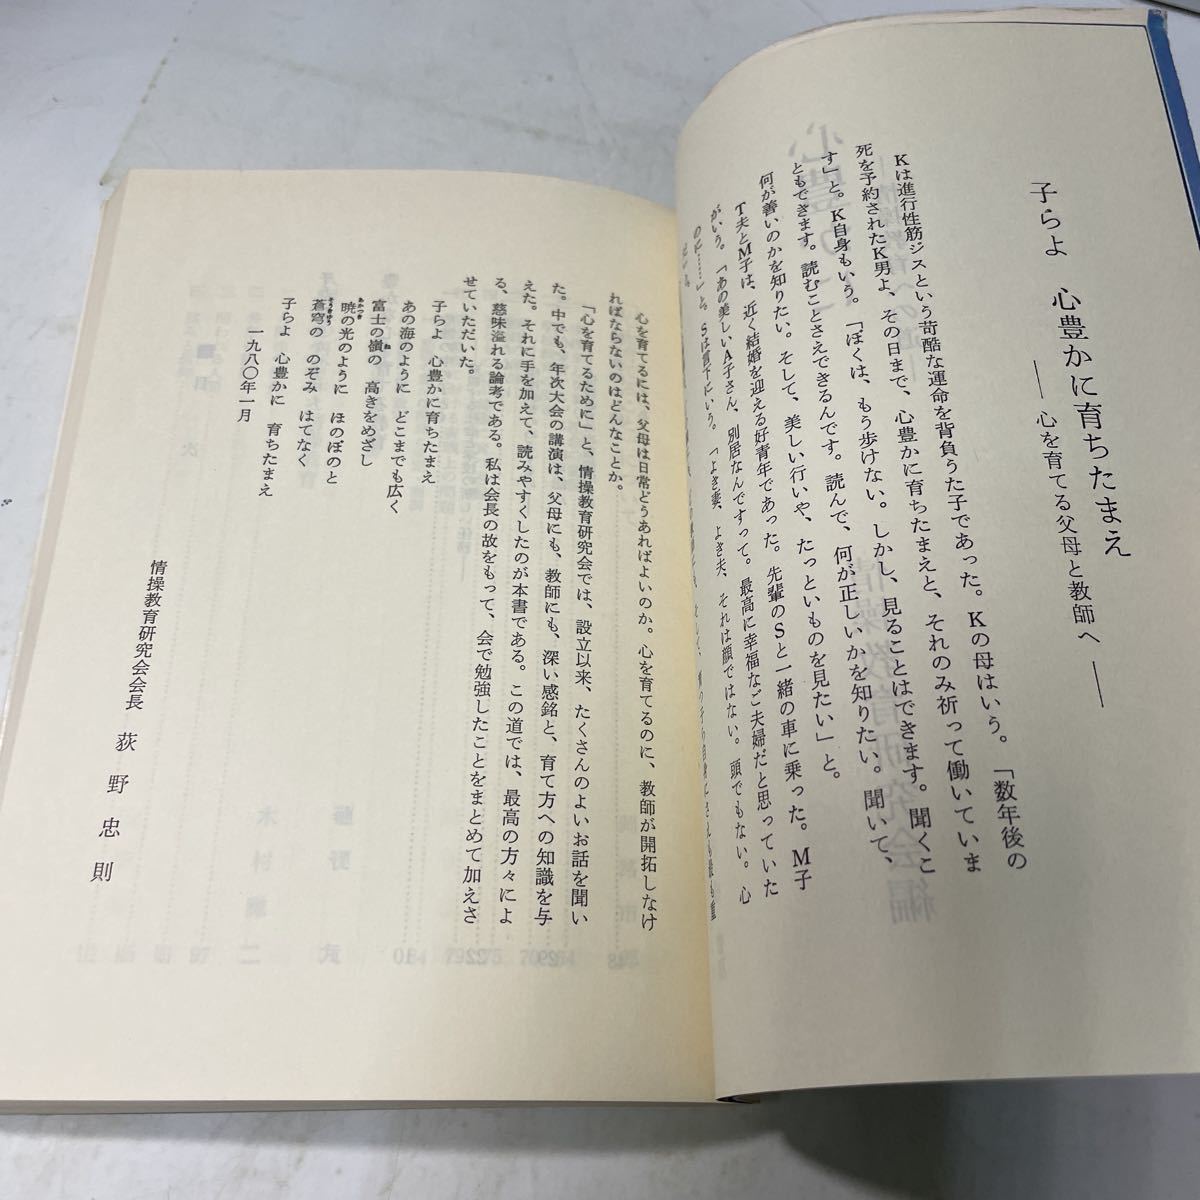 子らよ　心豊かに育ちたまえ
――心を育てる父母と教師へ――
Kは進行性筋ジスという苛酷な運命を背負うた子であった。Kの母はいう。「数年後の
死を予約されたK男よ、その日まで、心豊かに育ちたまえと、それのみ祈って働いていま
す」と。K自身もいう。「ぼくは、もう歩けない。しかし、見ることはできます。聞くこ
ともできます。読むことさえできるんです。読んで、何が正しいかを知りたい。聞いて、
何が善いのかを知りたい。そして、美しい行いや、たっといものを見たい」と。
T夫とM子は、近く結婚を迎える好青年であった。先輩のSと一緒の車に乗った。M子
がいう。「あの美しいA子さん、別居なんですって。最高に幸福なご夫婦だと思っていた
のに……」と。Sは言下にいう。「よき妻、よき夫、それは顔ではない。頭でもない。心
心を育てるには、父母は日常どうあればよいのか。心を育てるのに、教師が開拓しなけ
ればならないのはどんなことか。
「心を育てるために」と、情操教育研究会では、設立以来、たくさんのよいお話を聞い
た。中でも、年次大会の講演は、父母にも、教師にも、深い感銘と、育て方への知識を与
えた。それに手を加えて、読みやすくしたのが本書である。この道では、最高の方々によ
る、慈味溢れる論考である。私は会長の故をもって、会で勉強したことをまとめて加えさ
せていただいた。
子らよ　心豊かに育ちたまえ
あの海のように　どこまでも広く
富士の嶺の　高きをめざし
暁の光のように　ほのぼのと
蒼穹の　のぞみ　はてなく
子らよ　心豊かに　育ちたまえ
一九八〇年一月
情操教育研究会会長　荻野忠則